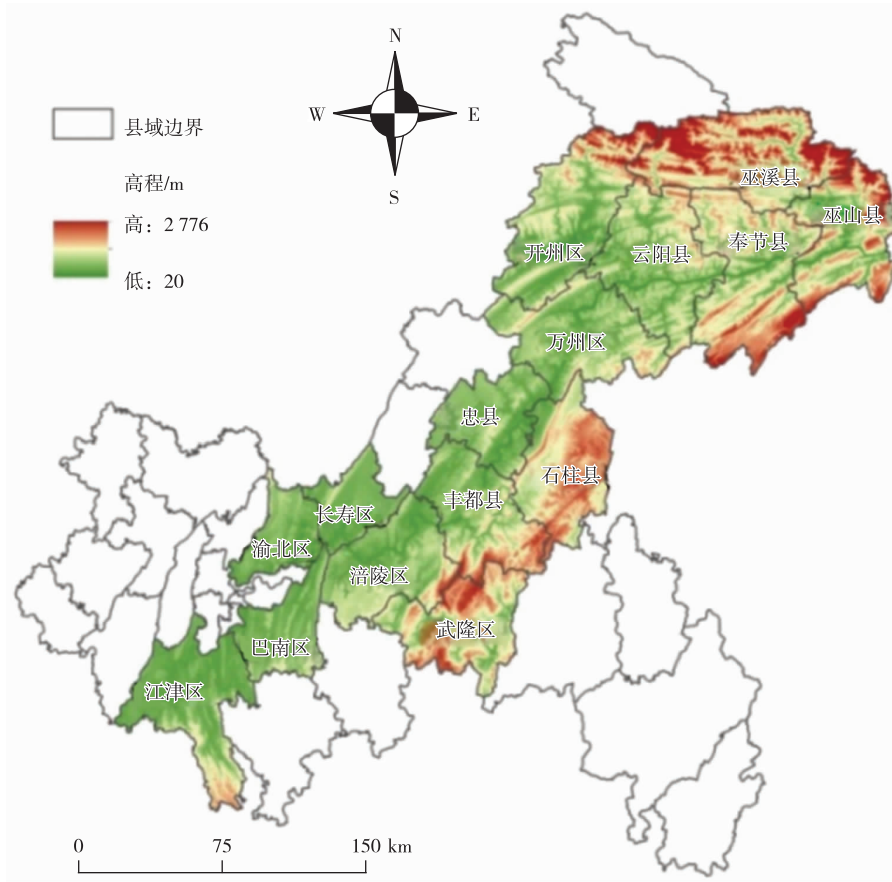 N
W
E
S
县域边界
高程/m
高：2 776
低：20
巫溪县
巫山县
奉节县
云阳县
开州区
万州区
忠县
石柱县
丰都县
长寿区
渝北区
涪陵区
武隆区
巴南区
江津区
0 75 150 km